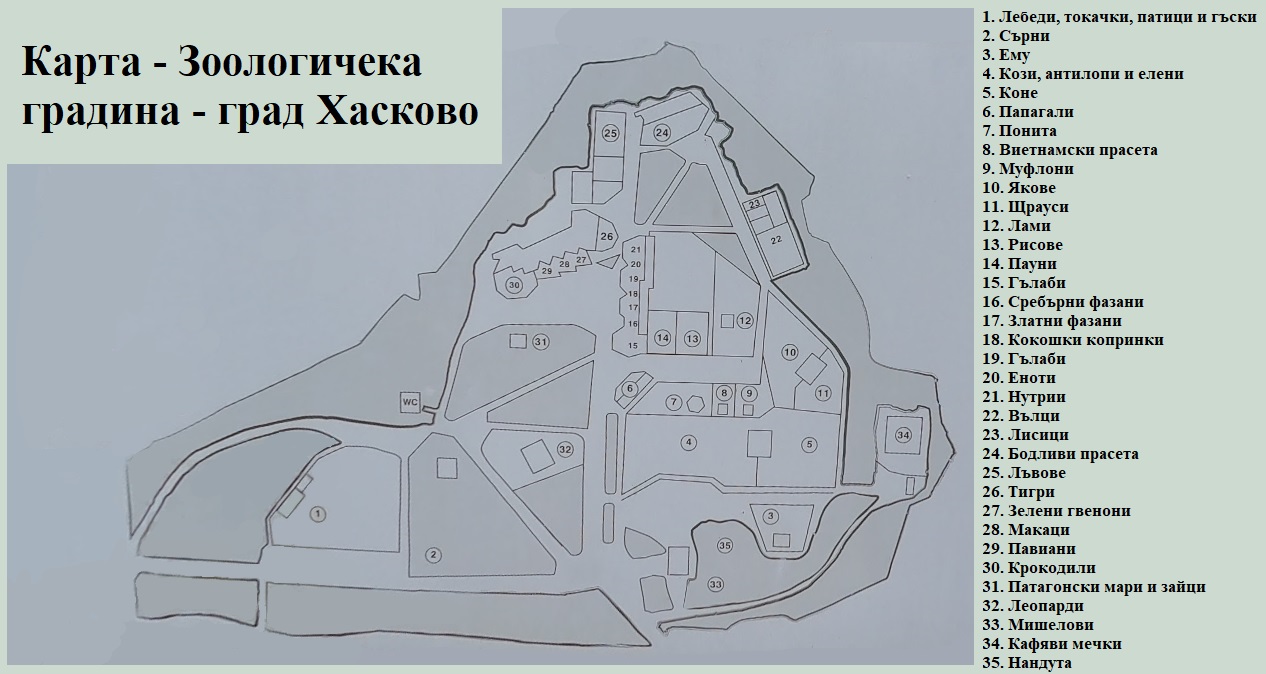 Карта - Зоологичека
градина - град Хасково
1. Лебеди, токачки, патици и гъски
2. Сърни
3. Ему
4. Кози, антилопи и елени
5. Коне
6. Папагали
7. Понита
8. Виетнамски прасета
9. Муфлони
10. Якове
11. Щрауси
12. Лами
13. Рисове
14. Пауни
15. Гълаби
16. Сребърни фазани
17. Златни фазани
18. Кокошки копринки
19. Гълаби
20. Еноти
21. Нутрии
22. Вълци
23. Лисици
24. Бодливи прасета
25. Лъвове
26. Тигри
27. Зелени гвенони
28. Макаци
29. Павиани
30. Крокодили
31. Патагонски мари и зайци
32. Леопарди
33. Мишелови
34. Кафяви мечки
35. Нандута
25
24
23
22
26
21
20
19
18
17
16
15
27
28
29
30
31
14
13
12
10
11
WC
6
7
8
9
4
5
34
32
1
2
3
35
33